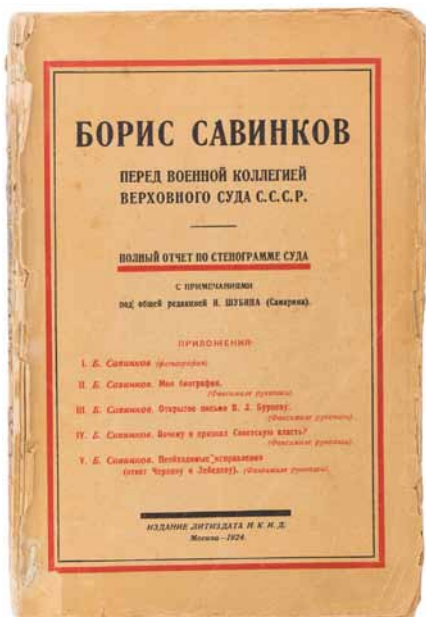 БОРИС САВИНКОВ
ПЕРЕД ВОЕННОЙ КОЛЛЕГИЕЙ
ВЕРХОВНОГО СУДА С.С.С.Р.
ПОЛНЫЙ ОТЧЕТ ПО СТЕНОГРАММЕ СУДА
С ПРИМЕЧАНИЯМИ
под общей редакцией И. ШУБИНА (Самарина).
ПРИЛОЖЕНИЯ:
I. Б. Савинков (фотография).
II. Б. Савинков. Моя биография.
(Факсимиле рукописи).
III. Б. Савинков. Открытое письмо В. Л. Бурцеву.
(Факсимиле рукописи).
IV. Б. Савинков. Почему я признал Советскую власть?
(Факсимиле рукописи).
V. Б. Савинков. Необходимые исправления
(ответ Чернову и Лебедеву). (Факсимиле рукописи).
ИЗДАНИЕ ЛИТИЗДАТА Н. К. И. Д.
Москва—1924.